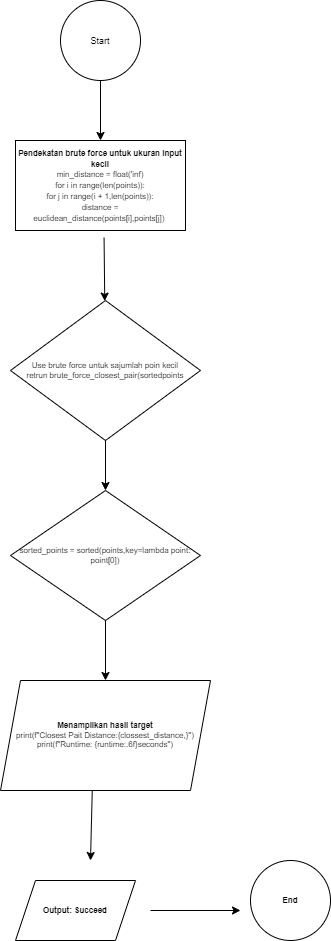 Start
Pendekatan brute force untuk ukuran input
kecil
min_distance = float('inf)
for i in range(len(points)):
for j in range(i + 1,len(points)):
distance =
euclidean_distance(points[i],points[j])
Use brute force untuk sajumlah poin kecil
retrun brute_force_closest_pair(sortedpoints
sorted_points = sorted(points,key=lambda point:
point[0])
Menampilkan hasil target
print(f"Closest Pait Distance:{clossest_distance,}")
print(f"Runtime: {runtime:.6f}seconds")
Output: Succeed
End